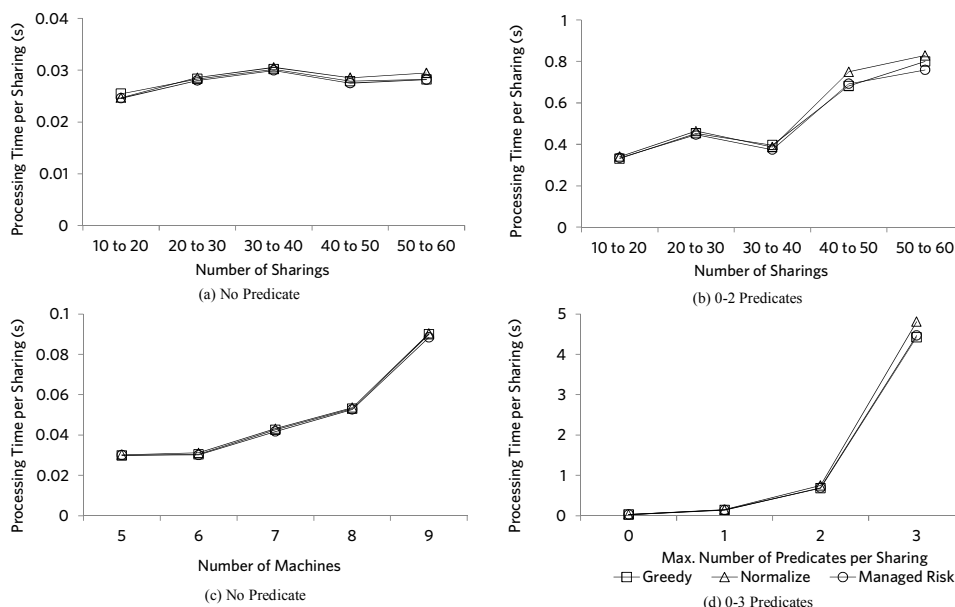 Processing Time per Sharing (s)
0.04
0.03
0.02
0.01
0
10 to 20 20 to 30 30 to 40 40 to 50 50 to 60
Number of Sharings
(a) No Predicate
Processing Time per Sharing (s)
1
0.8
0.6
0.4
0.2
0
10 to 20 20 to 30 30 to 40 40 to 50 50 to 60
Number of Sharings
(b) 0-2 Predicates
Processing Time per Sharing (s)
0.1
0.08
0.06
0.04
0.02
0
5 6 7 8 9
Number of Machines
(c) No Predicate
Processing Time per Sharing (s)
5
4
3
2
1
0
0 1 2 3
Max. Number of Predicates per Sharing
Greedy Normalize Managed Risk
(d) 0-3 Predicates